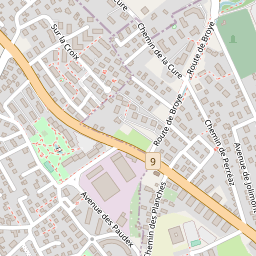 Sur la Croix
Chemin de la Cure
Route de Broye
Route de Broye
Chemin de Perréaz
Avenue de Jolimont
9
Avenue des Paudex
Chemin des Planches